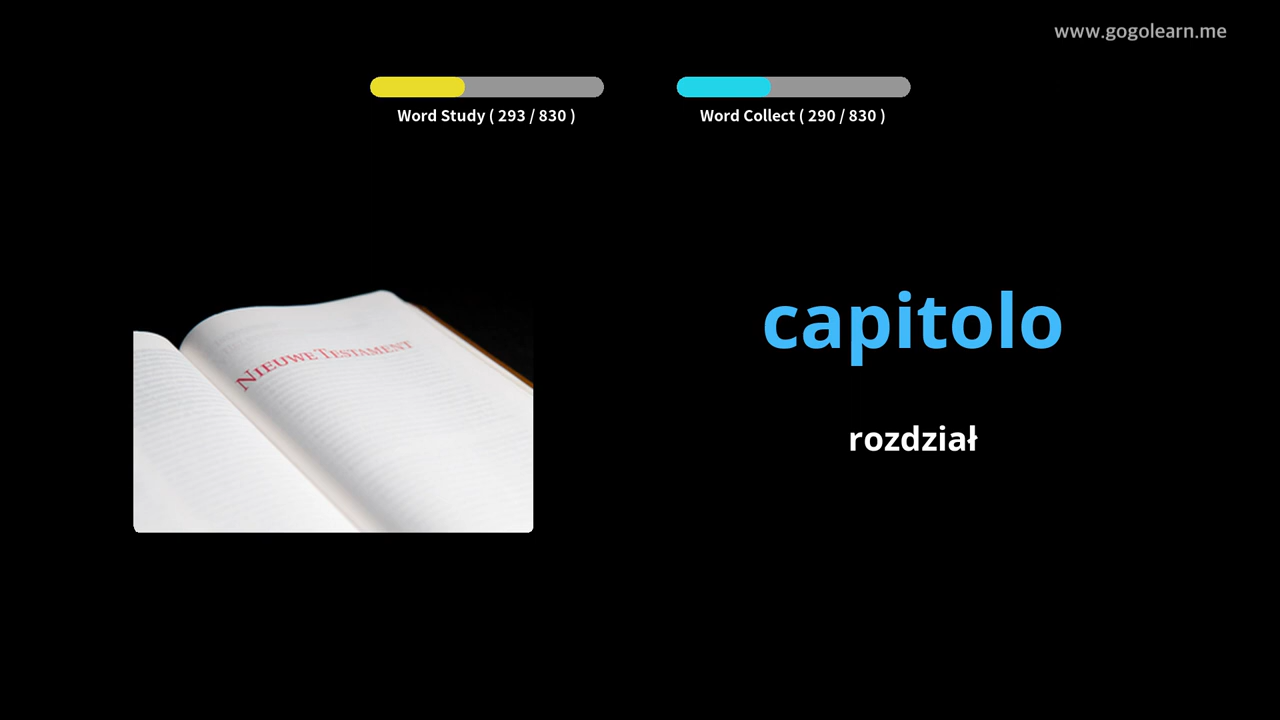 www.gogolearn.me
Word Study ( 293 / 830 )
Word Collect ( 290 / 830 )
NIEUWE TESTAMENT
capitolo
rozdział